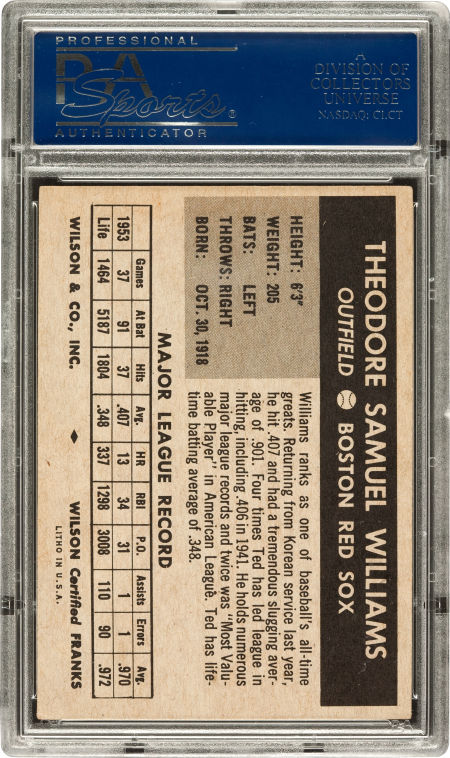 PROFESSIONAL
PSA
Sports®
AUTHENTICATOR
A
DIVISION OF
COLLECTORS
UNIVERSE
NASDAQ: CLCT
THEODORE SAMUEL WILLIAMS
OUTFIELD BOSTON RED SOX
HEIGHT: 6'3"
WEIGHT: 205
BATS: LEFT
THROWS: RIGHT
BORN: OCT. 30, 1918
Williams ranks as one of baseball's all-time
greats. Returning from Korean service last year,
he hit .407 and had a tremendous slugging aver-
age of .901. Four times Ted has led league in
hitting, including .406 in 1941. He holds numerous
major league records and twice was "Most Valu-
able Player" in American League. Ted has life-
time batting average of .348.
MAJOR LEAGUE RECORD
Games At Bat Hits Avg. HR RBI P.O. Assists Errors Avg.
1953 37 91 37 .407 13 34 31 1 1 .970
Life 1464 5187 1804 .348 337 1298 3008 110 90 .972
WILSON & CO., INC. ◆ WILSON Certified FRANKS
LITHO IN U.S.A.